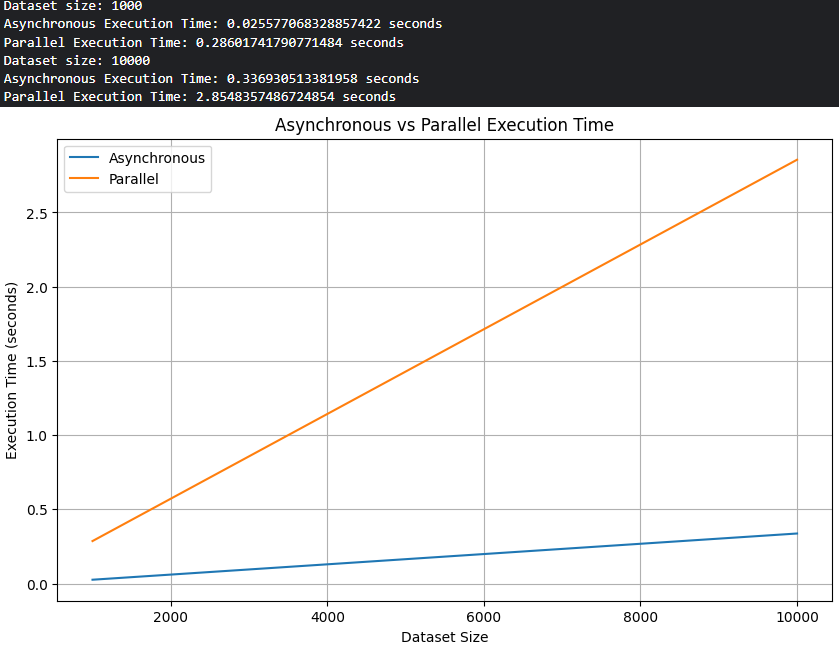 Dataset size: 1000
Asynchronous Execution Time: 0.025577068328857422 seconds
Parallel Execution Time: 0.28601741790771484 seconds
Dataset size: 10000
Asynchronous Execution Time: 0.336930513381958 seconds
Parallel Execution Time: 2.8548357486724854 seconds
Asynchronous vs Parallel Execution Time
Asynchronous
Parallel
Execution Time (seconds)
2.5
2.0
1.5
1.0
0.5
0.0
2000 4000 6000 8000 10000
Dataset Size